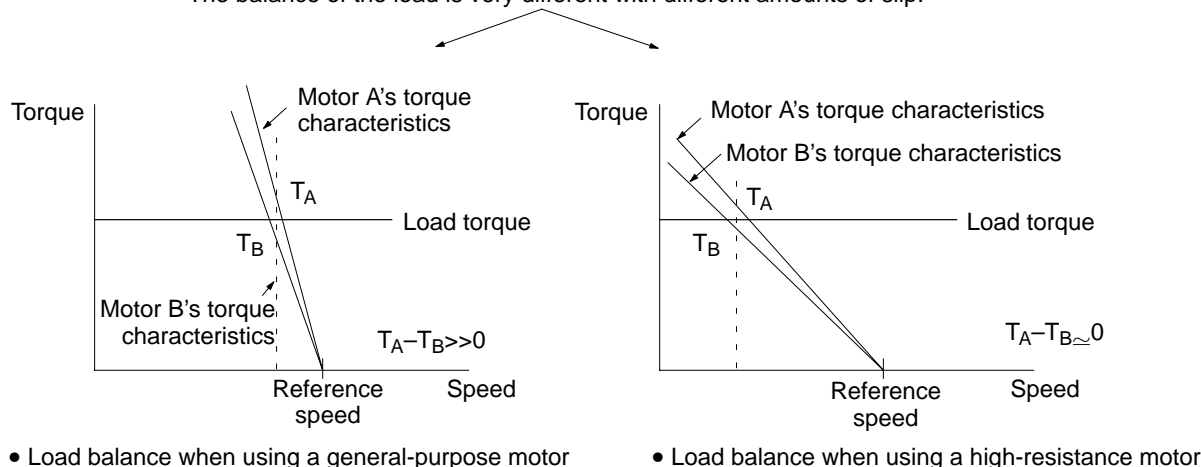 The balance of the load is very different with different amounts of slip.
Torque
Motor A's torque
characteristics
T_A
Load torque
T_B
Motor B's torque
characteristics
T_A–T_B>>0
Reference
speed
Speed
• Load balance when using a general-purpose motor
Torque
Motor A's torque characteristics
Motor B's torque characteristics
T_A
Load torque
T_B
T_A–T_B≃0
Reference
speed
Speed
• Load balance when using a high-resistance motor